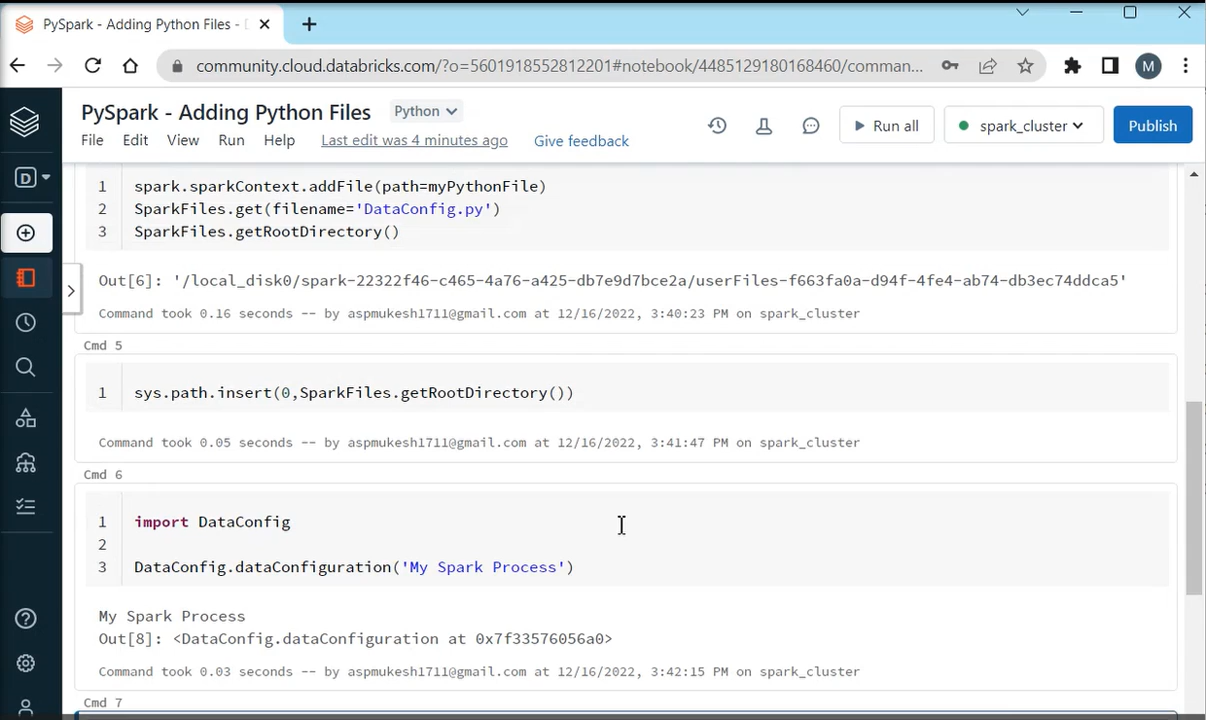 PySpark - Adding Python Files -
community.cloud.databricks.com/?o=5601918552812201#notebook/4485129180168460/comman...
M
PySpark - Adding Python Files Python
File Edit View Run Help Last edit was 4 minutes ago Give feedback
Run all spark_cluster Publish
D
1 spark.sparkContext.addFile(path=myPythonFile)
2 SparkFiles.get(filename='DataConfig.py')
3 SparkFiles.getRootDirectory()
Out[6]: '/local_disk0/spark-22322f46-c465-4a76-a425-db7e9d7bce2a/userFiles-f663fa0a-d94f-4fe4-ab74-db3ec74ddca5'
Command took 0.16 seconds -- by aspmukesh1711@gmail.com at 12/16/2022, 3:40:23 PM on spark_cluster
Cmd 5
1 sys.path.insert(0,SparkFiles.getRootDirectory())
Command took 0.05 seconds -- by aspmukesh1711@gmail.com at 12/16/2022, 3:41:47 PM on spark_cluster
Cmd 6
1 import DataConfig
2
3 DataConfig.dataConfiguration('My Spark Process')
My Spark Process
Out[8]: <DataConfig.dataConfiguration at 0x7f33576056a0>
Command took 0.03 seconds -- by aspmukesh1711@gmail.com at 12/16/2022, 3:42:15 PM on spark_cluster
Cmd 7